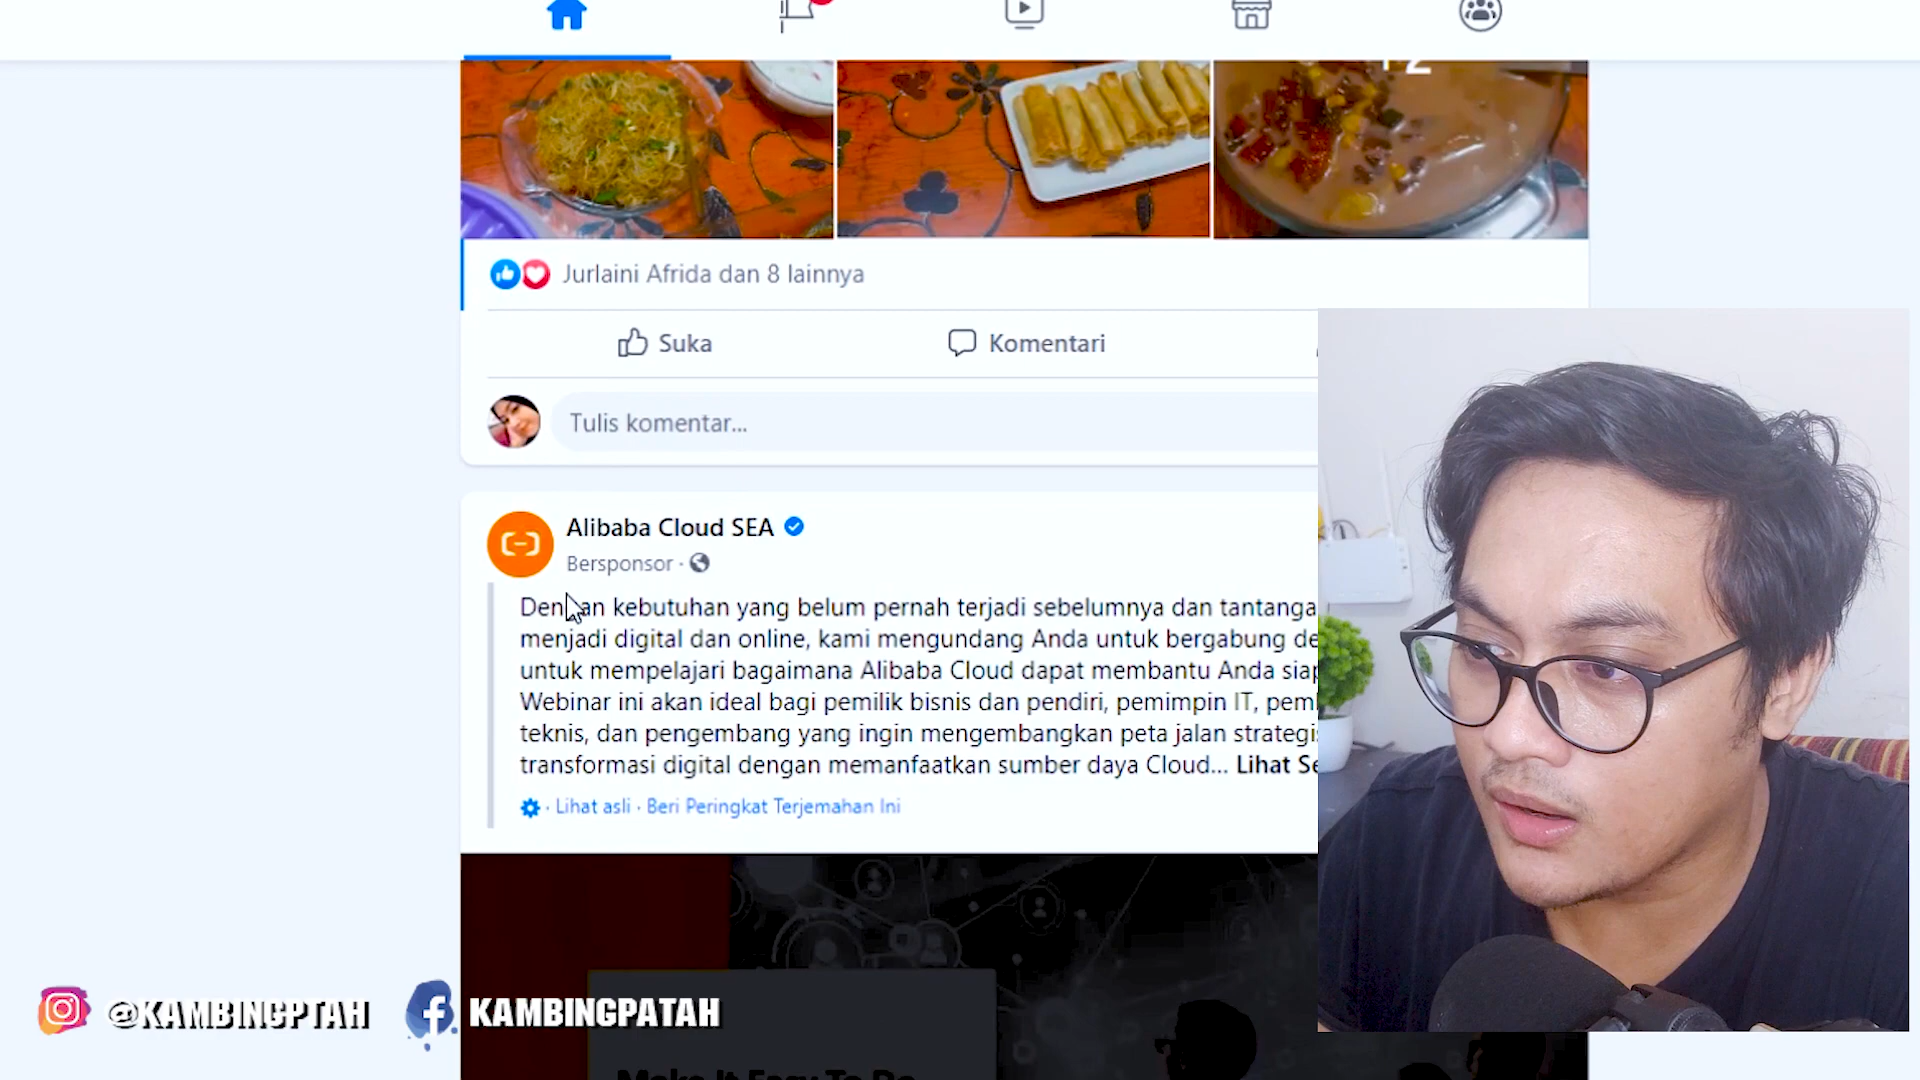 Jurlaini Afrida dan 8 lainnya
Suka
Komentari
Tulis komentar...
Alibaba Cloud SEA
Bersponsor ·
kebutuhan yang belum pernah terjadi sebelumnya dan tantanga
menjadi digital dan online, kami mengundang Anda untuk bergabung de
untuk mempelajari bagaimana Alibaba Cloud dapat membantu Anda siap
Webinar ini akan ideal bagi pemilik bisnis dan pendiri, pemimpin IT, pem
teknis, dan pengembang yang ingin mengembangkan peta jalan strategis
transformasi digital dengan memanfaatkan sumber daya Cloud... Lihat Se
· Lihat asli · Beri Peringkat Terjemahan Ini
@KAMBINGPTAH
KAMBINGPATAH